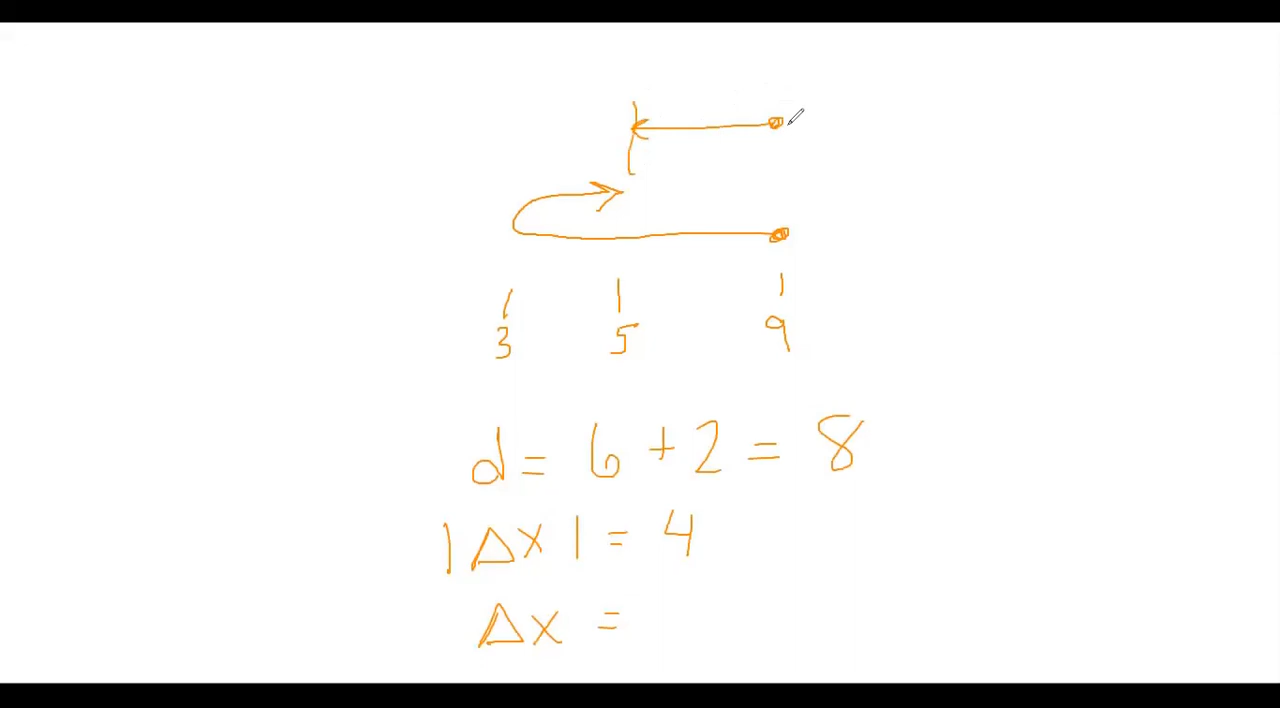 3 5 9
d = 6 + 2 = 8
|Δx| = 4
Δx =